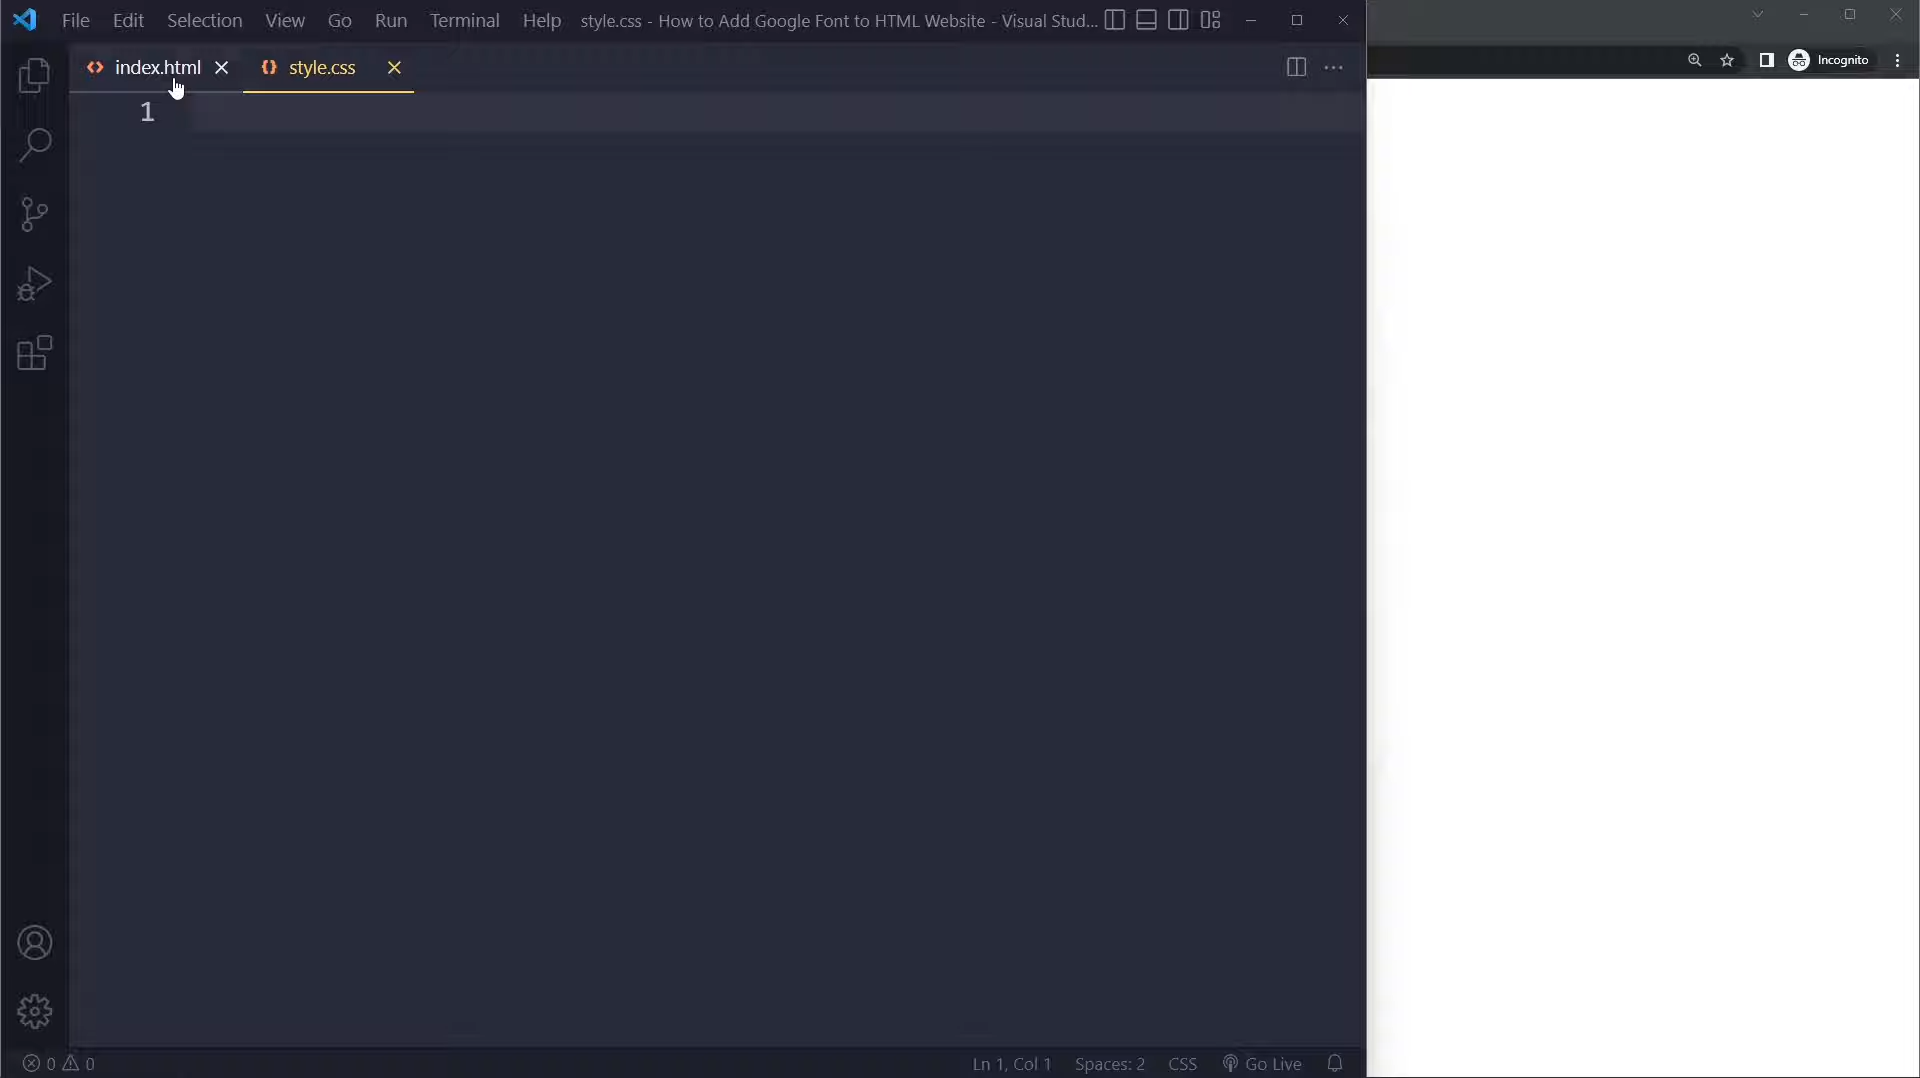 File Edit Selection View Go Run Terminal Help style.css - How to Add Google Font to HTML Website - Visual Stud...
Incognito
index.html style.css
1
0 0 Ln 1, Col 1 Spaces: 2 CSS Go Live